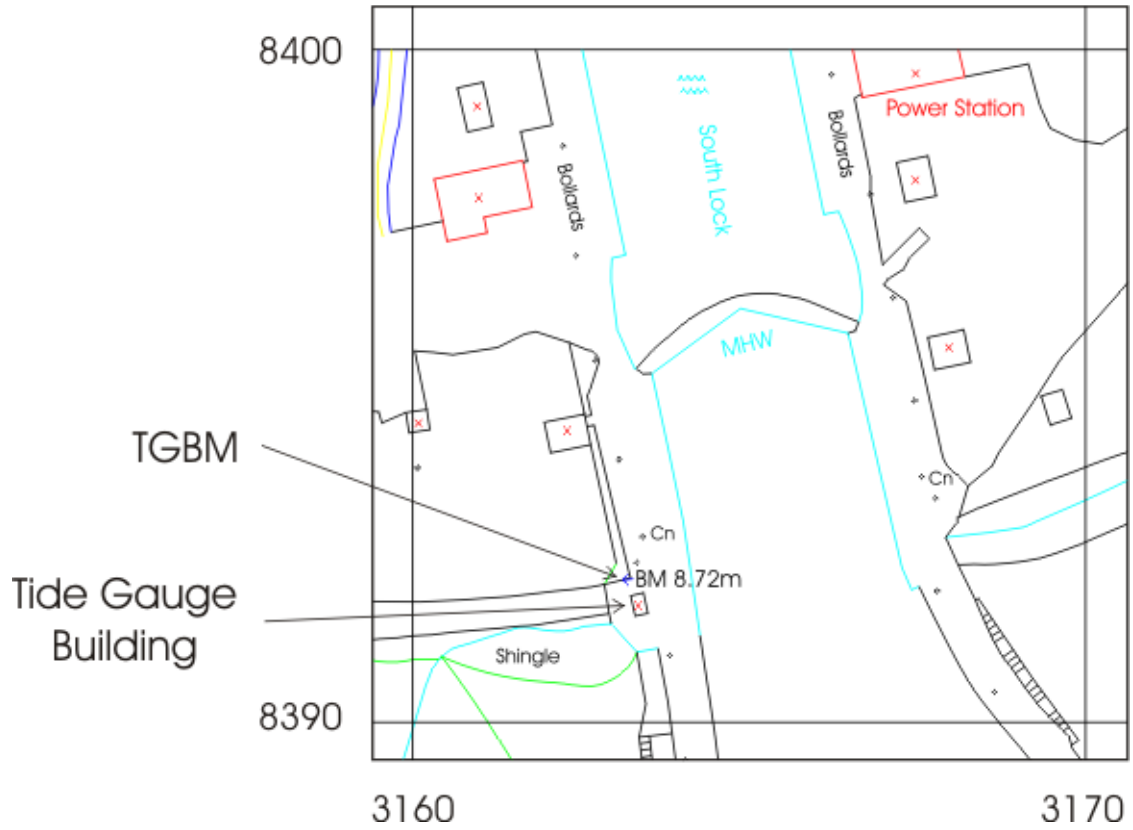 8400
Power Station
Bollards
Bollards
South Lock
MHW
TGBM
Cn
Cn
BM 8.72m
Tide Gauge
Building
Shingle
8390
3160
3170